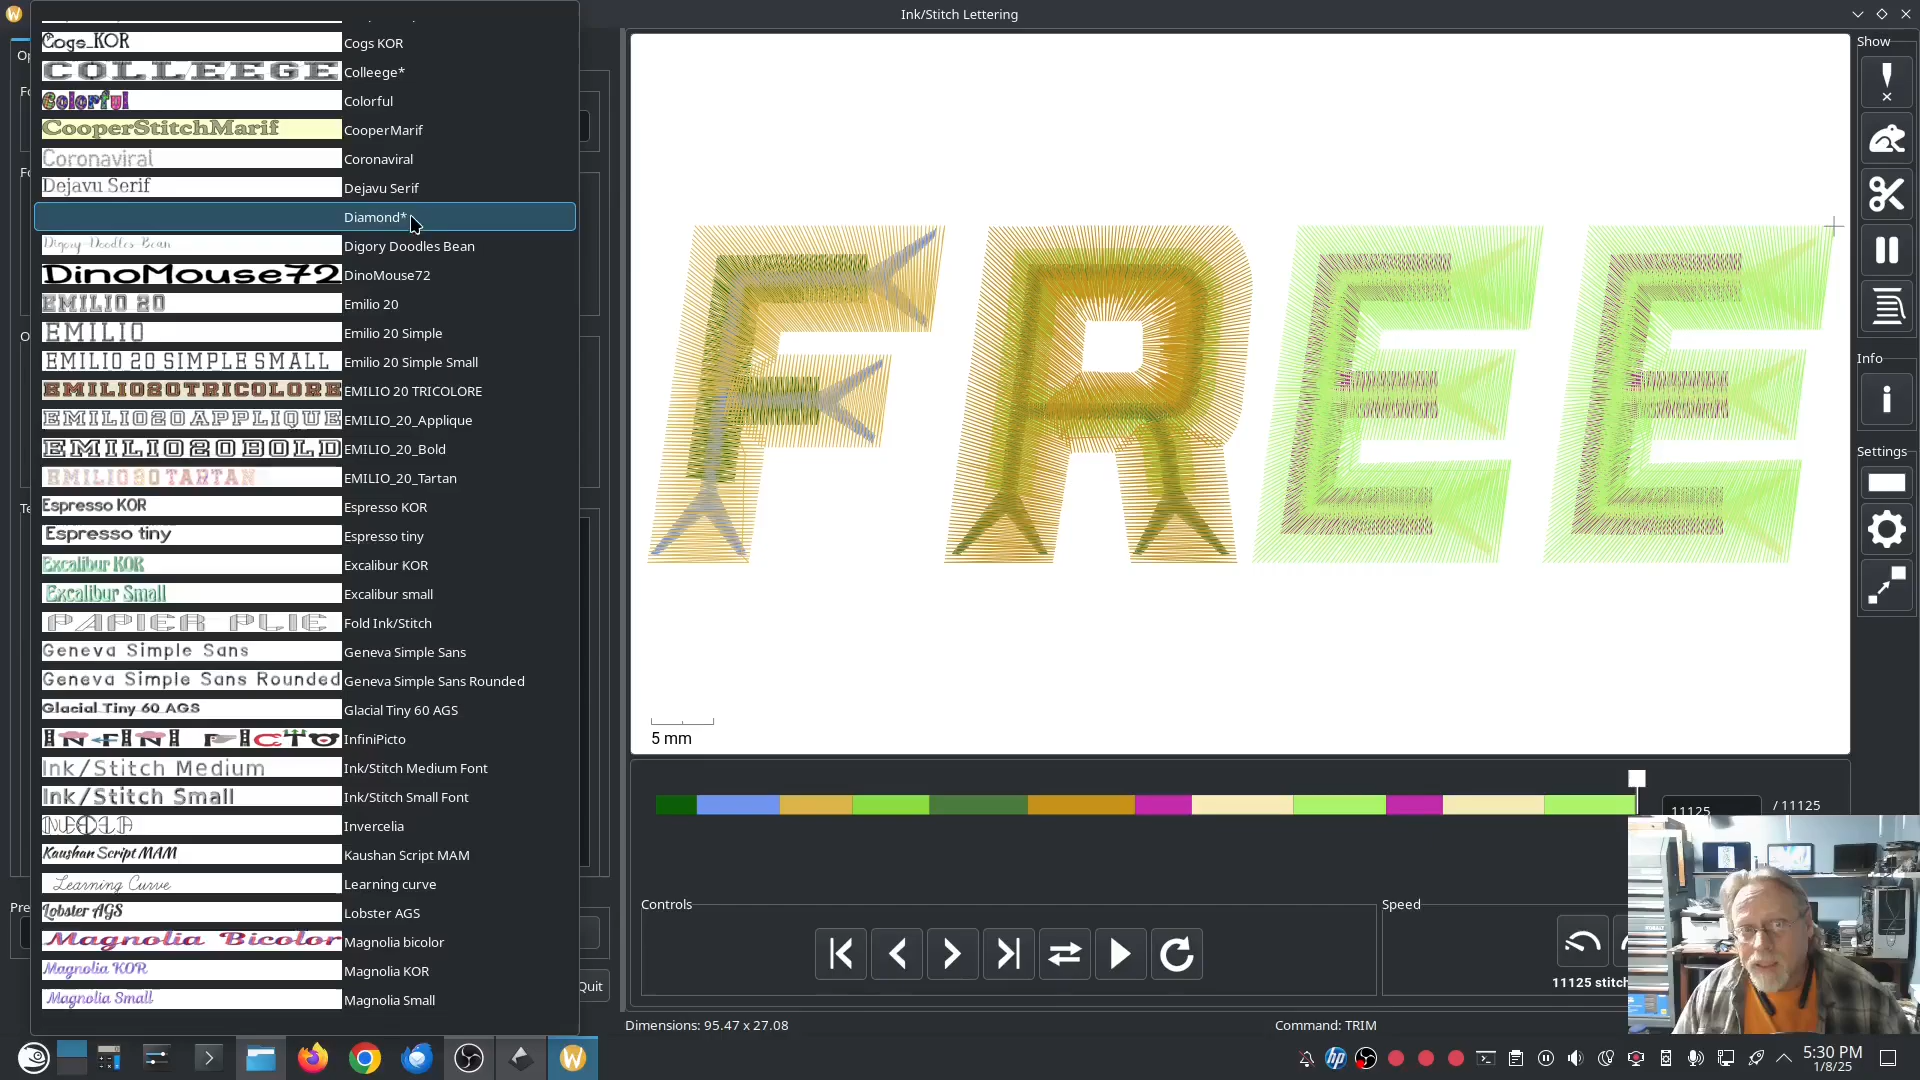 Ink/Stitch Lettering
Cogs_KOR Cogs KOR
COLLEEGE Colleege*
Colorful Colorful
CooperStitchMarif CooperMarif
Coronaviral Coronaviral
Dejavu Serif Dejavu Serif
Diamond*
Digory Doodles Bean Digory Doodles Bean
DinoMouse72 DinoMouse72
EMILIO 20 Emilio 20
EMILIO Emilio 20 Simple
EMILIO 20 SIMPLE SMALL Emilio 20 Simple Small
EMILIO20TRICOLORE EMILIO 20 TRICOLORE
EMILIO20APPLIQUE EMILIO_20_Applique
EMILIO20BOLD EMILIO_20_Bold
EMILIO20 TARTAN EMILIO_20_Tartan
Espresso KOR Espresso KOR
Espresso tiny Espresso tiny
Excalibur KOR Excalibur KOR
Excalibur Small Excalibur small
PAPIER PLIE Fold Ink/Stitch
Geneva Simple Sans Geneva Simple Sans
Geneva Simple Sans Rounded Geneva Simple Sans Rounded
Glacial Tiny 60 AGS Glacial Tiny 60 AGS
INFINI PICTO InfiniPicto
Ink/Stitch Medium Ink/Stitch Medium Font
Ink/Stitch Small Ink/Stitch Small Font
Invercelia
Kaushan Script MAM Kaushan Script MAM
Learning Curve Learning curve
Lobster AGS Lobster AGS
Magnolia Bicolor Magnolia bicolor
Magnolia KOR Magnolia KOR
Magnolia Small Magnolia Small
Quit
FREE
5 mm
11125 / 11125
Controls
Speed
11125 stitch
Dimensions: 95.47 x 27.08
Command: TRIM
Show
Info
Settings
5:30 PM
1/8/25